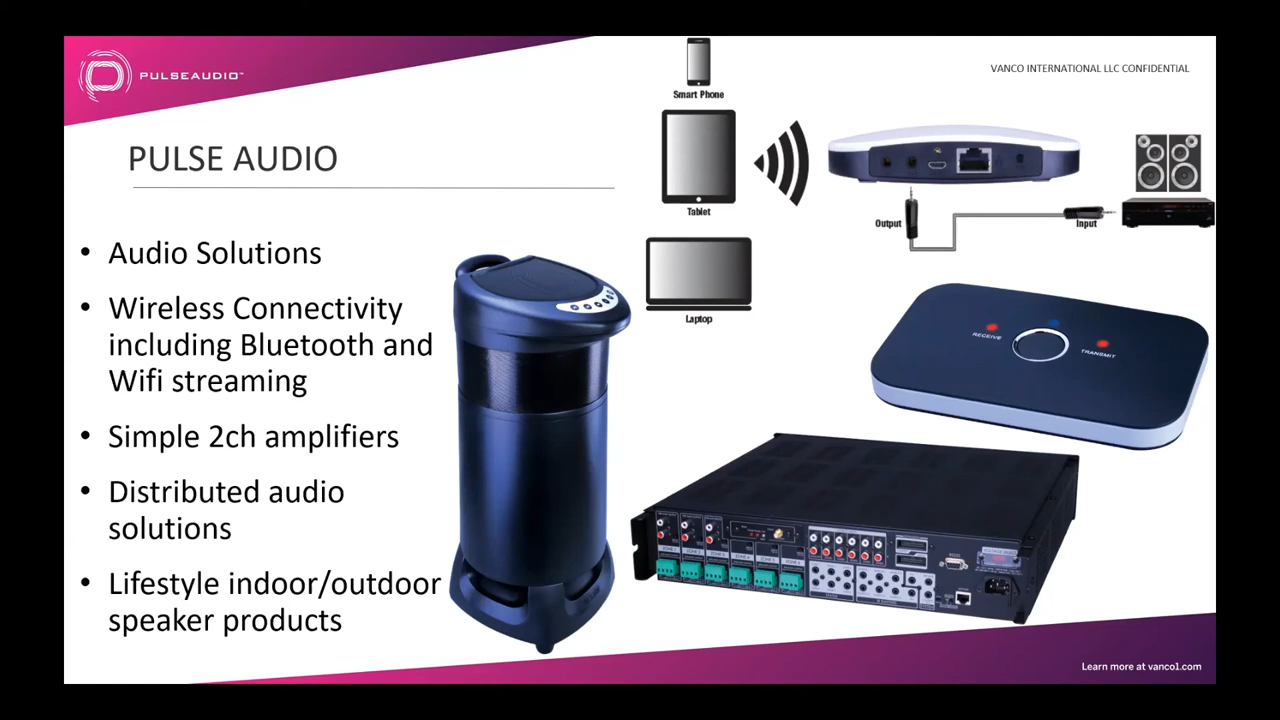 PULSEAUDIO™
VANCO INTERNATIONAL LLC CONFIDENTIAL
PULSE AUDIO
• Audio Solutions
• Wireless Connectivity
including Bluetooth and
Wifi streaming
• Simple 2ch amplifiers
• Distributed audio
solutions
• Lifestyle indoor/outdoor
speaker products
Smart Phone
Tablet
Laptop
Output
Input
RECEIVE
TRANSMIT
Learn more at vanco1.com